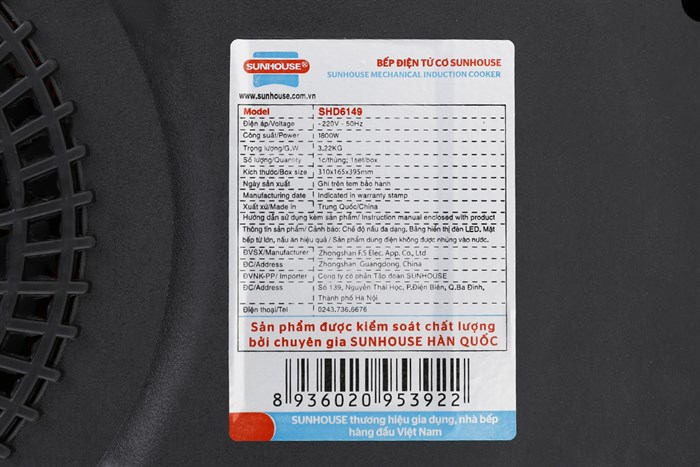 SUNHOUSE®
BẾP ĐIỆN TỪ CƠ SUNHOUSE
SUNHOUSE MECHANICAL INDUCTION COOKER
www.sunhouse.com.vn
Model SHD6149
Điện áp/Voltage ~220V - 50Hz
Công suất/Power 1800W
Trọng lượng/G.W 3,22KG
Số lượng/Quantity 1c/thùng; 1set/box
Kích thước/Box size 310x165x395mm
Ngày sản xuất Ghi trên tem bảo hành
Manufacturing date Indicated in warranty stamp
Xuất xứ/Made in Trung Quốc/China
Hướng dẫn sử dụng kèm sản phẩm/ Instruction manual enclosed with product
Thông tin sản phẩm/ Cảnh báo: Chế độ nấu đa dạng. Bảng hiển thị đèn LED, Mặt
bếp từ lớn, nấu ăn hiệu quả / Sản phẩm dùng điện không được nhúng vào nước.
ĐVSX/Manufacturer Zhongshan F.S Elec. App. Co., Ltd
ĐC/Address Zhongshan Guangdong, China
ĐVNK-PP/ Importer Công ty cổ phần Tập đoàn SUNHOUSE
ĐC/Address Số 139, Nguyễn Thái Học, P.Điện Biên, Q.Ba Đình,
Thành phố Hà Nội
Điện thoại/Tel 0243.736.6676
Sản phẩm được kiểm soát chất lượng
bởi chuyên gia SUNHOUSE HÀN QUỐC
8 936020 953922
SUNHOUSE thương hiệu gia dụng, nhà bếp
hàng đầu Việt Nam